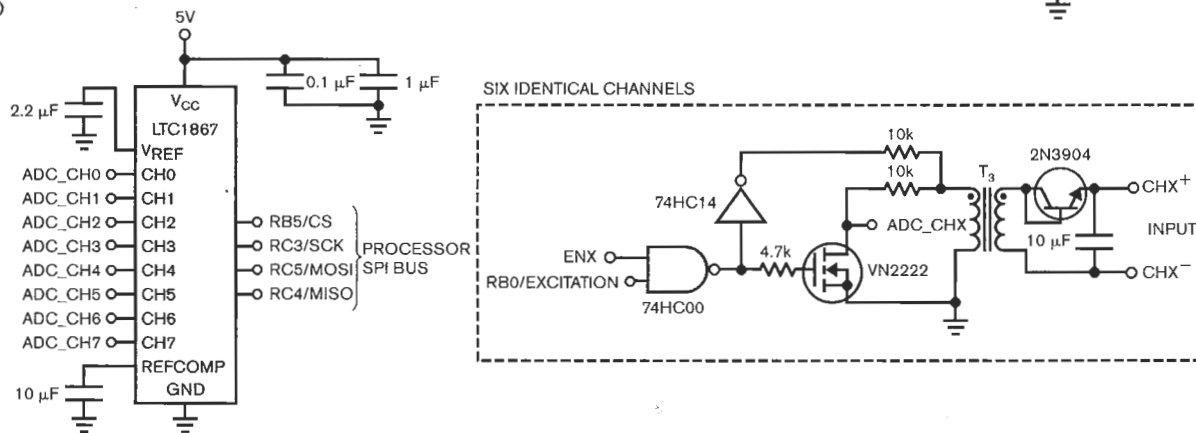 5V
0.1 µF
1 µF
2.2 µF
VCC
LTC1867
VREF
ADC_CH0
CH0
ADC_CH1
CH1
ADC_CH2
CH2
RB5/CS
ADC_CH3
CH3
RC3/SCK
ADC_CH4
CH4
RC5/MOSI
ADC_CH5
CH5
RC4/MISO
ADC_CH6
CH6
ADC_CH7
CH7
PROCESSOR
SPI BUS
REFCOMP
GND
10 µF
SIX IDENTICAL CHANNELS
10k
10k
T3
2N3904
CHX+
74HC14
ADC_CHX
10 µF
INPUT
ENX
4.7k
VN2222
CHX−
RB0/EXCITATION
74HC00